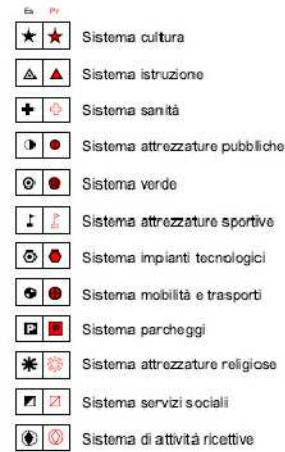 Es Pr
Sistema cultura
Sistema istruzione
Sistema sanità
Sistema attrezzature pubbliche
Sistema verde
Sistema attrezzature sportive
Sistema impianti tecnologici
Sistema mobilità e trasporti
P Sistema parcheggi
Sistema attrezzature religiose
Sistema servizi sociali
Sistema di attività ricettive